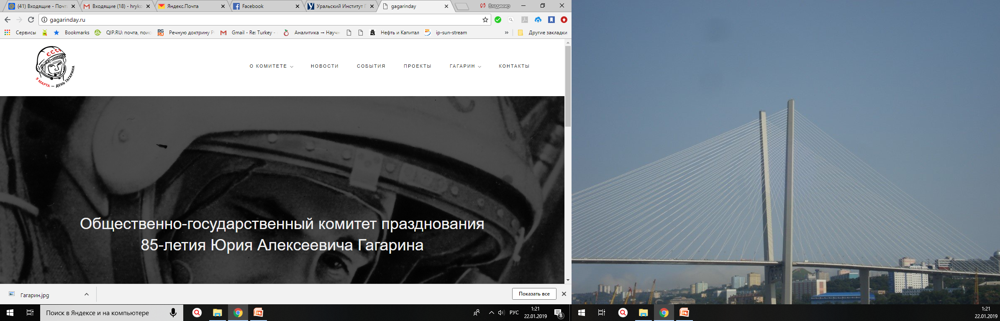 (41) Входящие - Почт
Входящие (18) - hryk
Яндекс.Почта
Facebook
Уральский Институт
gagarinday
Владимир
gagarinday.ru
Сервисы
Bookmarks
QIP.RU: почта, поис
Речную доктрину Р
Gmail - Re: Turkey -
Аналитика → Научн
Нефть и Капитал
ip-sun-stream
»
Другие закладки
СССР
9 МАРТА — ДЕНЬ ГАГАРИНА
О КОМИТЕТЕ
НОВОСТИ
СОБЫТИЯ
ПРОЕКТЫ
ГАГАРИН
КОНТАКТЫ
Общественно-государственный комитет празднования
85-летия Юрия Алексеевича Гагарина
Гагарин.jpg
Показать все
Поиск в Яндексе и на компьютере
РУС
1:21
22.01.2019
8
1:21
22.01.2019